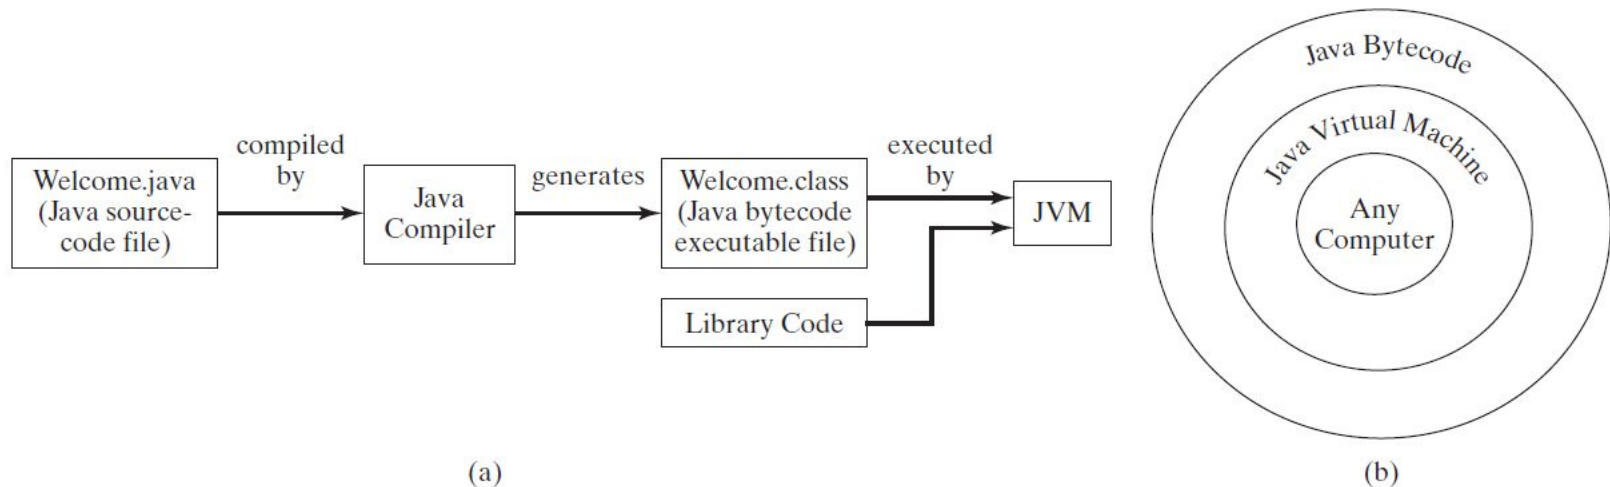 Welcome.java
(Java source-
code file)
compiled
by
Java
Compiler
generates
Welcome.class
(Java bytecode
executable file)
executed
by
JVM
Library Code
(a)
Java Bytecode
Java Virtual Machine
Any
Computer
(b)